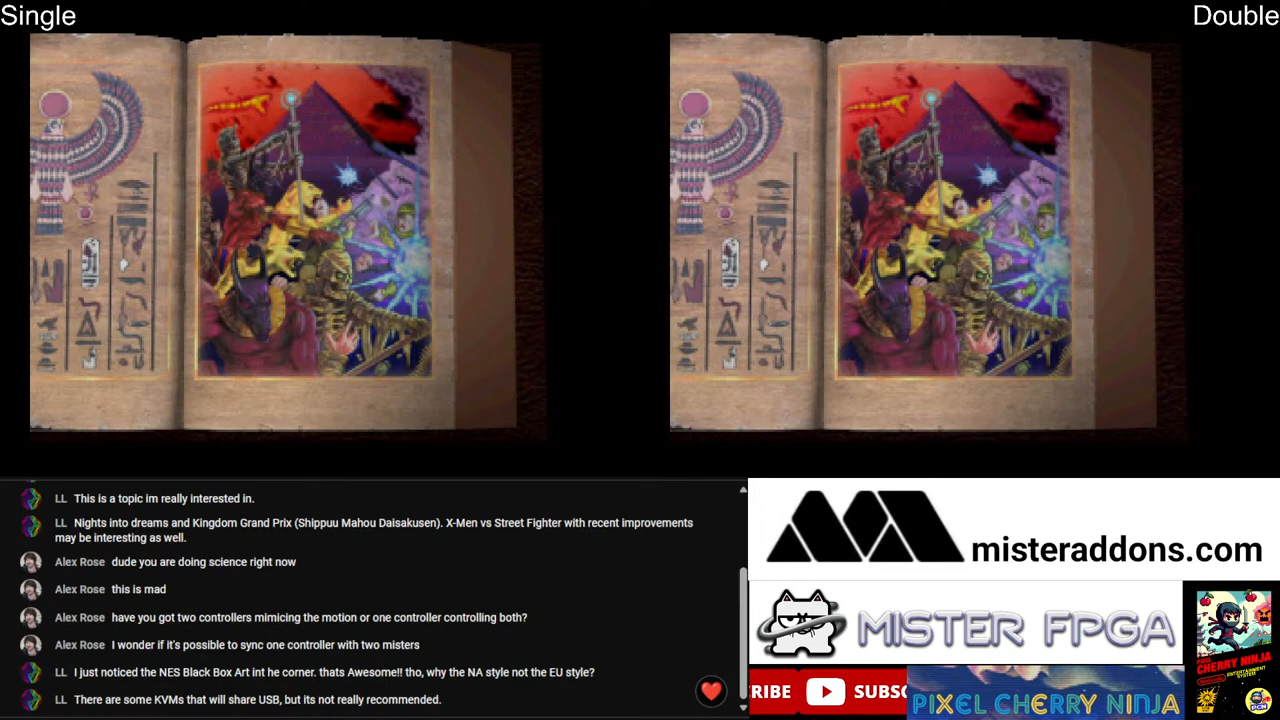 Single
Double
LL This is a topic im really interested in.
LL Nights into dreams and Kingdom Grand Prix (Shippuu Mahou Daisakusen). X-Men vs Street Fighter with recent improvements
may be interesting as well.
Alex Rose dude you are doing science right now
Alex Rose this is mad
Alex Rose have you got two controllers mimicing the motion or one controller controlling both?
Alex Rose I wonder if it's possible to sync one controller with two misters
LL I just noticed the NES Black Box Art int he corner. thats Awesome!! tho, why the NA style not the EU style?
LL There are some KVMs that will share USB, but its not really recommended.
misteraddons.com
MISTER FPGA
RIBE
SUBSC
PIXEL CHERRY NINJA
PIXEL
CHERRY NINJA
ENTERTAINMENT
SYSTEM
PCN